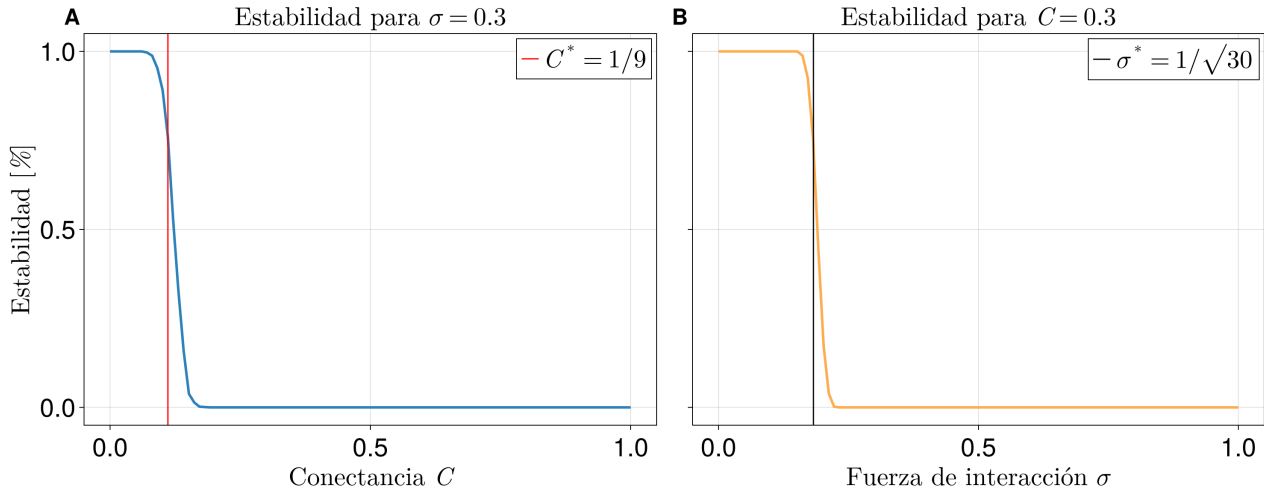 A Estabilidad para σ = 0.3
C* = 1/9
1.0
0.5
0.0
Estabilidad [%]
0.0 0.5 1.0
Conectancia C
B Estabilidad para C = 0.3
σ* = 1/√30
0.0 0.5 1.0
Fuerza de interacción σ